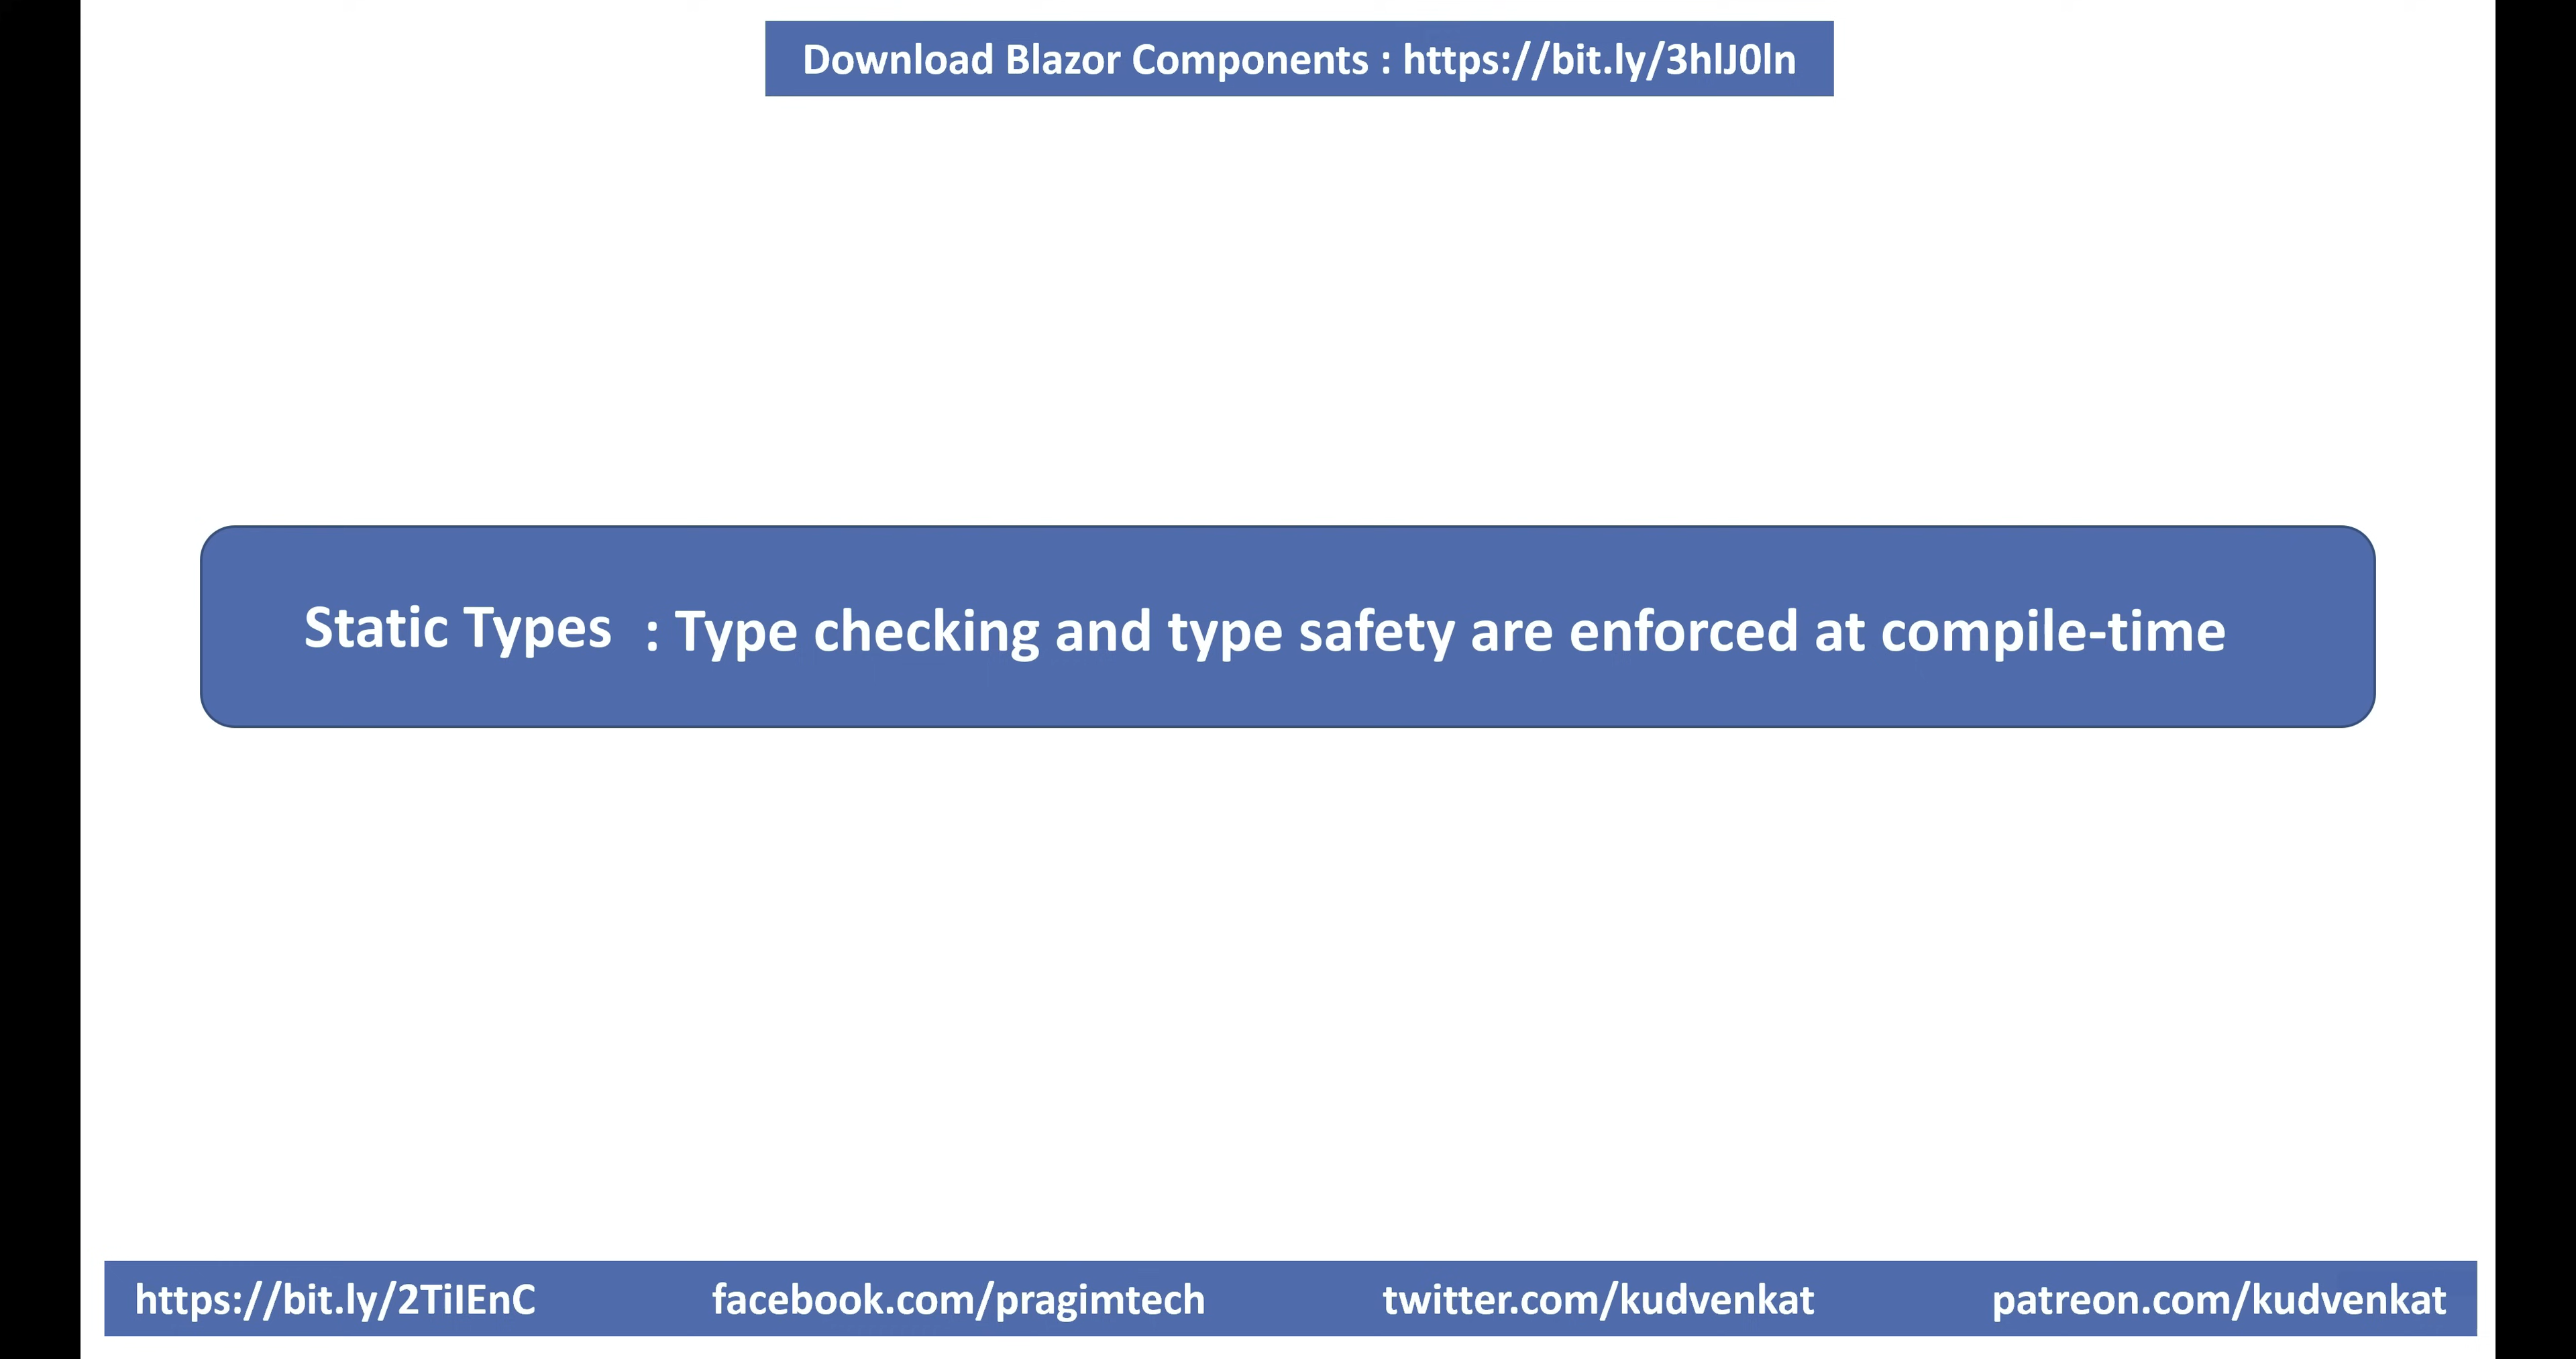 Download Blazor Components : https://bit.ly/3hlJ0ln
Static Types : Type checking and type safety are enforced at compile-time
https://bit.ly/2TiIEnC facebook.com/pragimtech twitter.com/kudvenkat patreon.com/kudvenkat